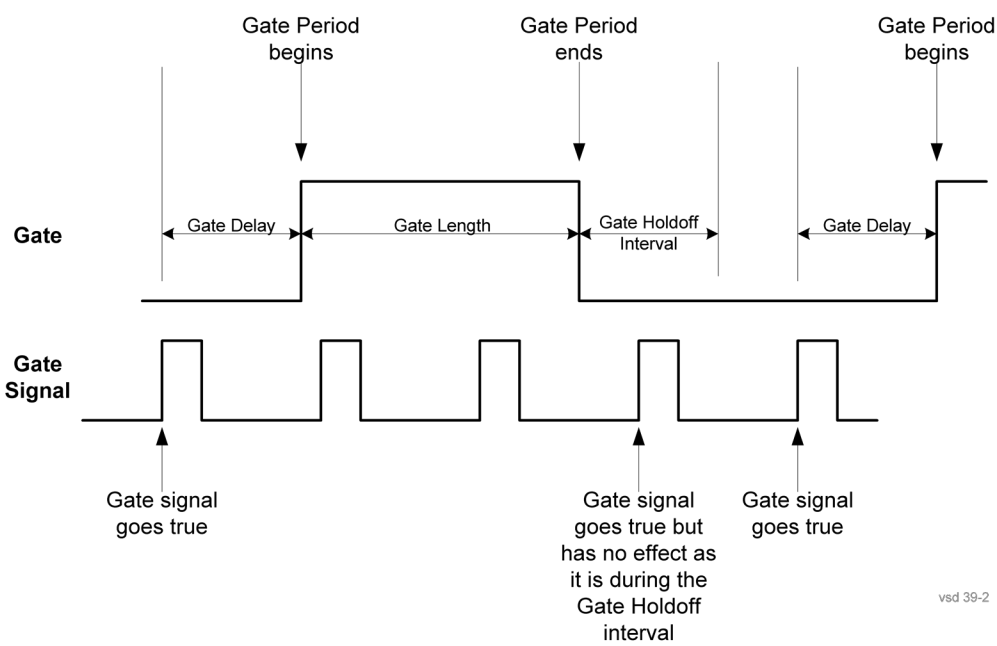 Gate Period
begins
Gate Period
ends
Gate Period
begins
Gate
Gate Delay
Gate Length
Gate Holdoff
Interval
Gate Delay
Gate
Signal
Gate signal
goes true
Gate signal
goes true but
has no effect as
it is during the
Gate Holdoff
interval
Gate signal
goes true
vsd 39-2